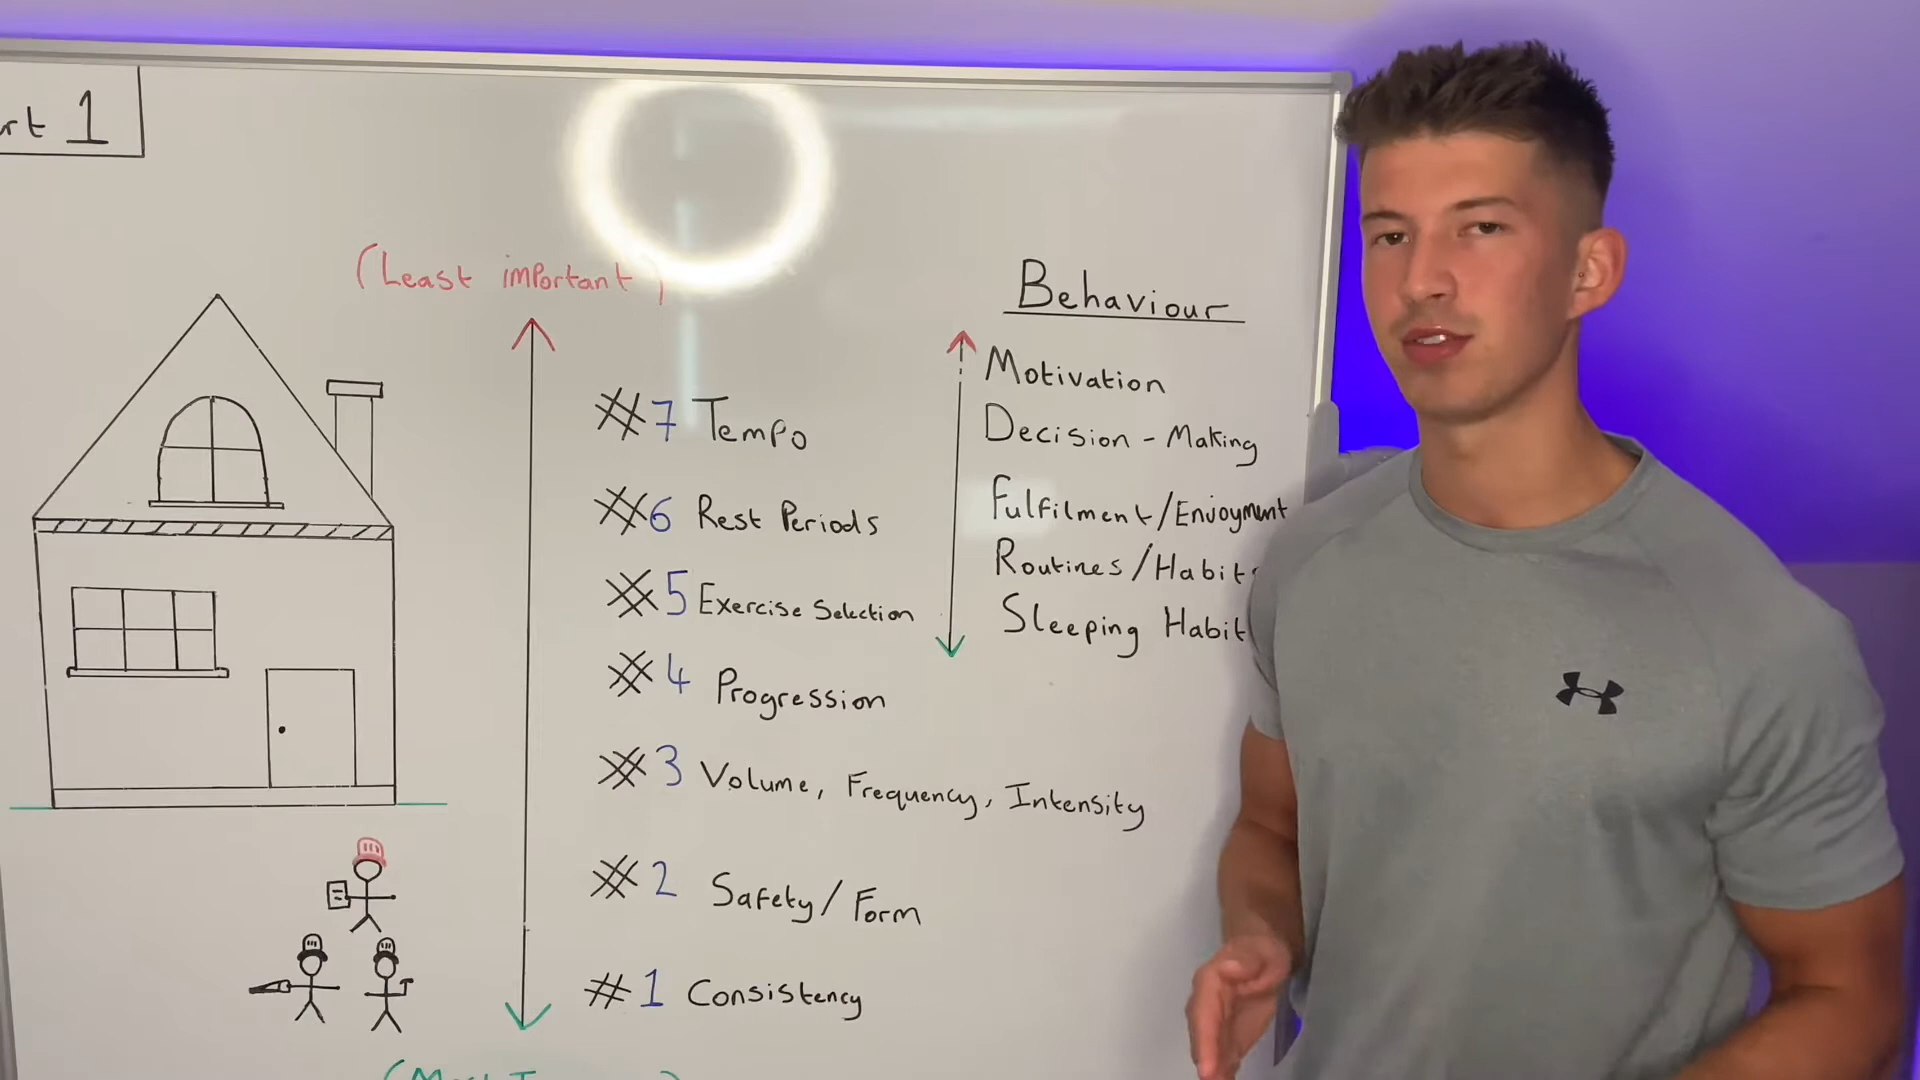 rt 1
(Least important)
#7 Tempo
#6 Rest Periods
#5 Exercise Selection
#4 Progression
#3 Volume, Frequency, Intensity
#2 Safety/Form
#1 Consistency
Behaviour
Motivation
Decision-Making
Fulfilment/Enjoyment
Routines/Habit
Sleeping Habit